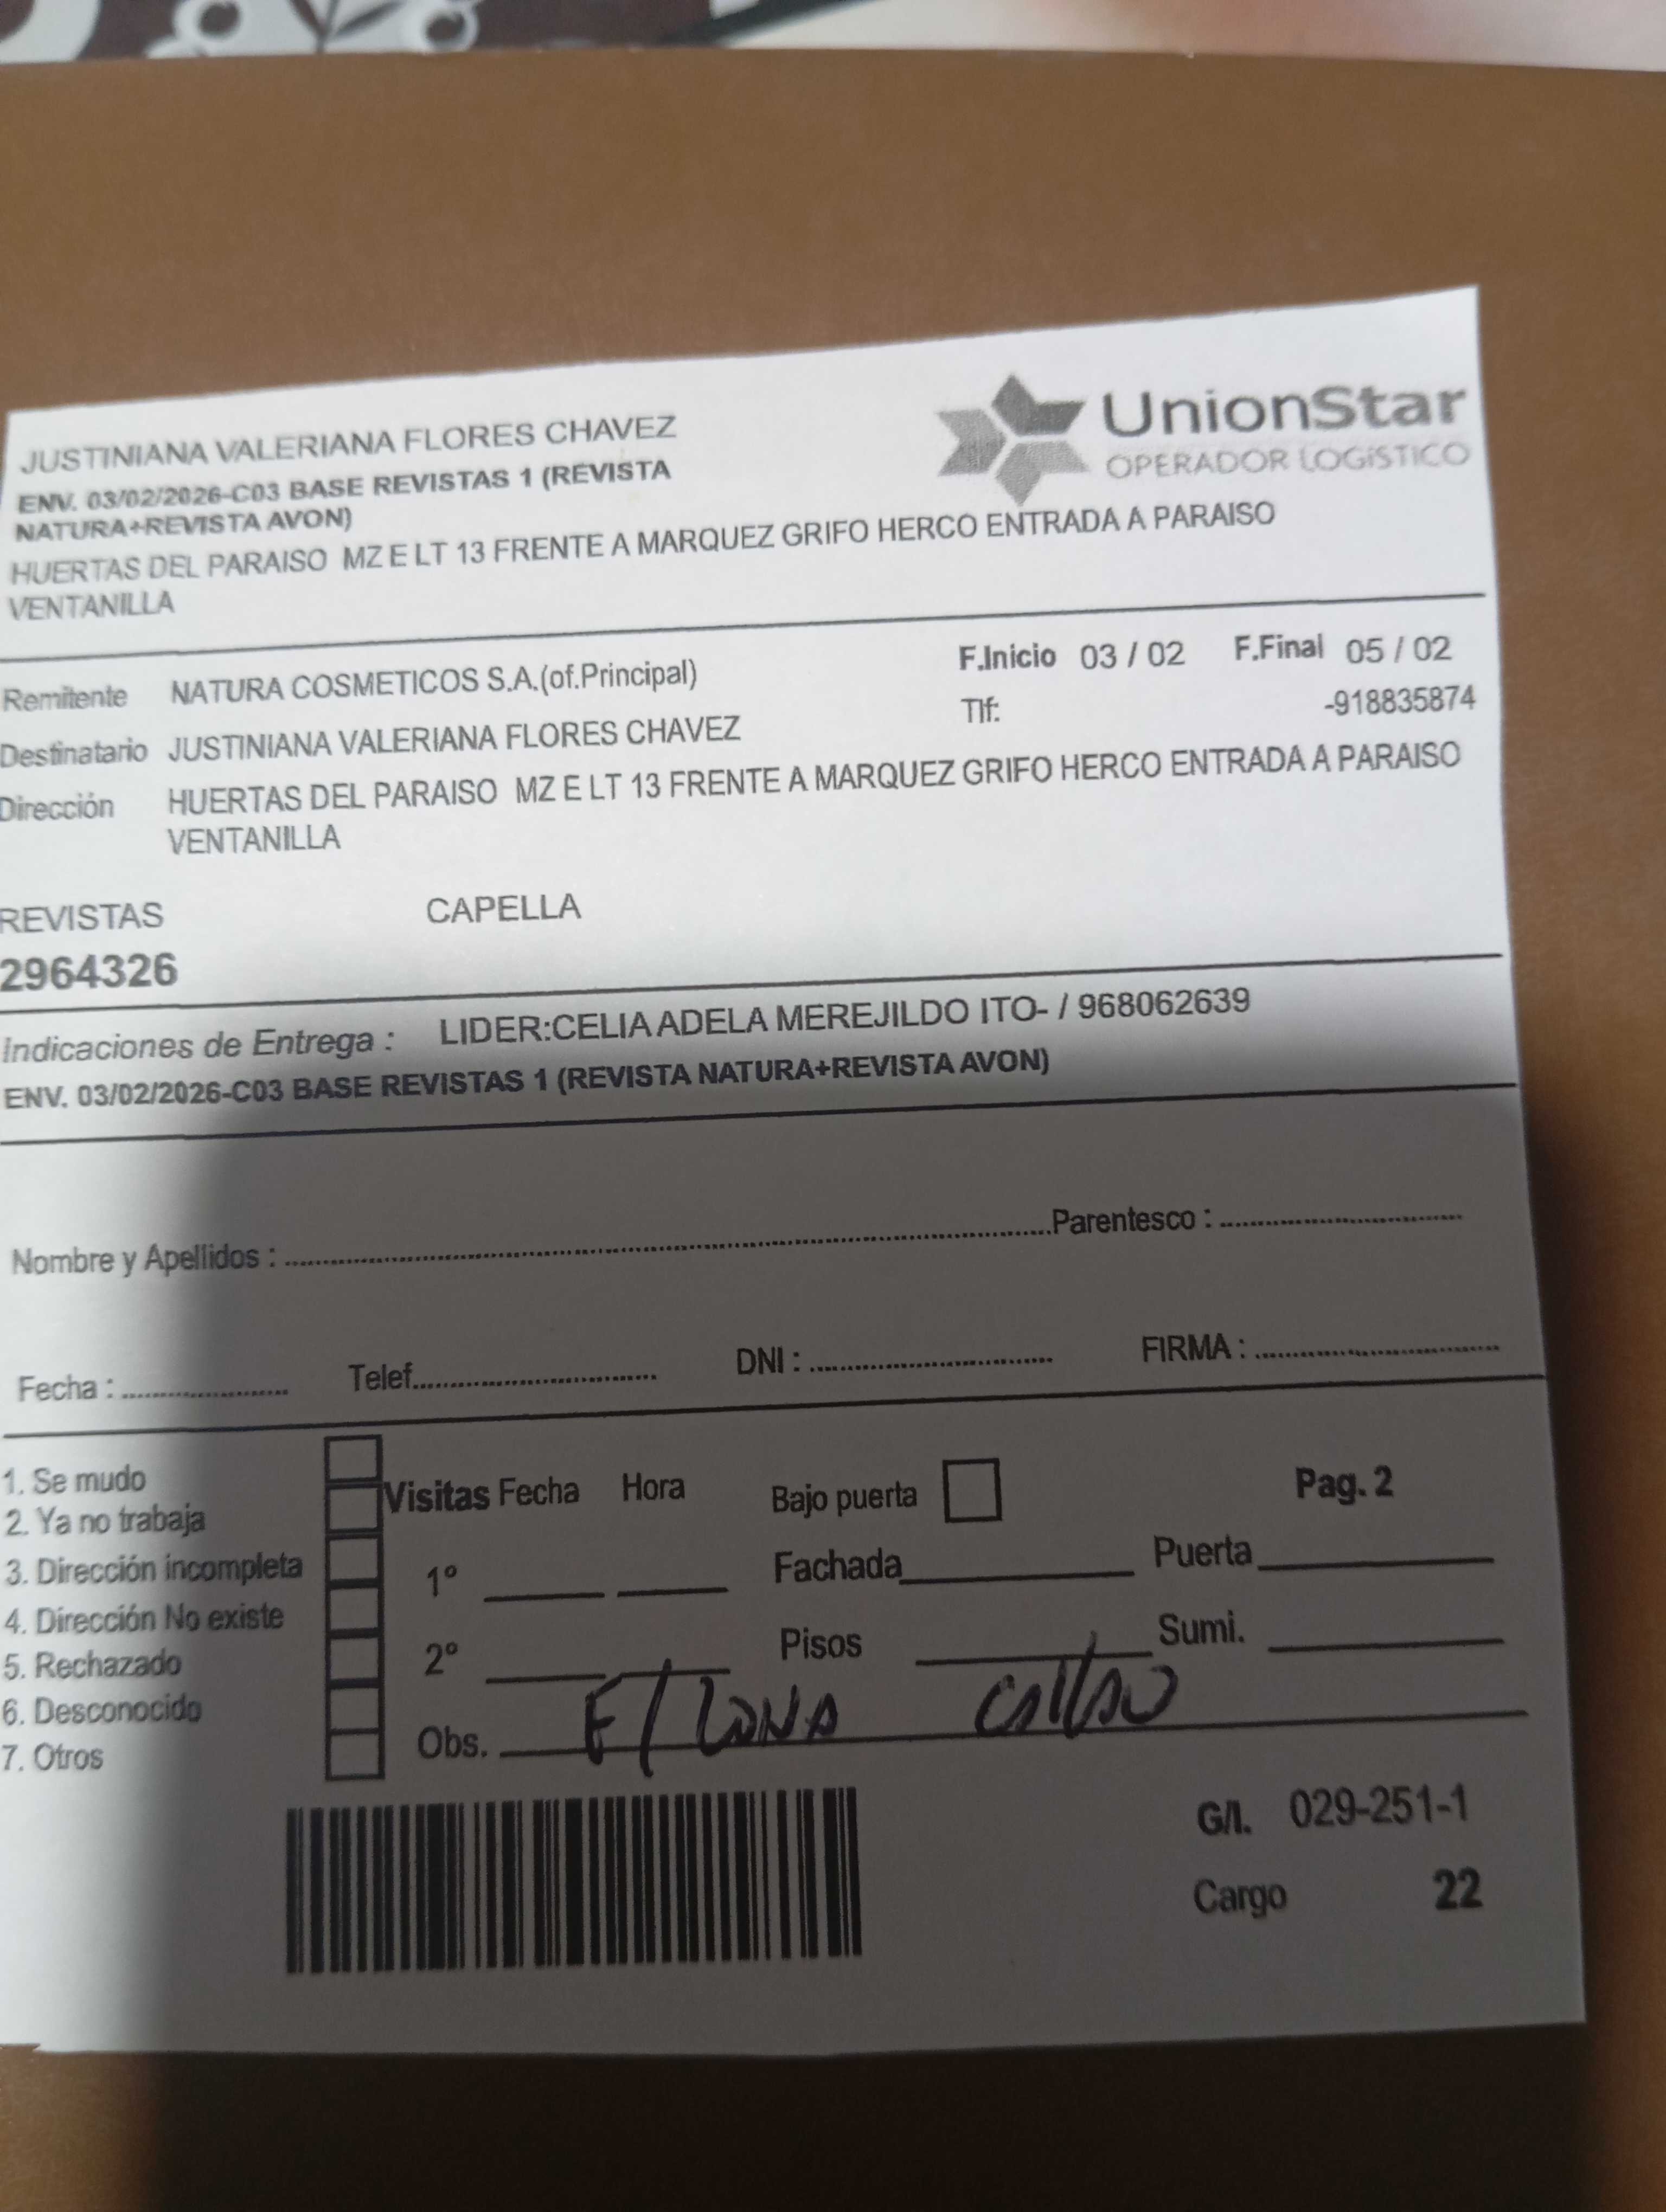 JUSTINIANA VALERIANA FLORES CHAVEZ
UnionStar
OPERADOR LOGíSTICO
ENV. 03/02/2026-C03 BASE REVISTAS 1 (REVISTA
NATURA+REVISTA AVON)
HUERTAS DEL PARAISO MZ E LT 13 FRENTE A MARQUEZ GRIFO HERCO ENTRADA A PARAISO
VENTANILLA
Remitente NATURA COSMETICOS S.A.(of.Principal) F.Inicio 03 / 02 F.Final 05 / 02
Destinatario JUSTINIANA VALERIANA FLORES CHAVEZ Tlf: -918835874
Dirección HUERTAS DEL PARAISO MZ E LT 13 FRENTE A MARQUEZ GRIFO HERCO ENTRADA A PARAISO
VENTANILLA
REVISTAS CAPELLA
2964326
Indicaciones de Entrega : LIDER:CELIA ADELA MEREJILDO ITO- / 968062639
ENV. 03/02/2026-C03 BASE REVISTAS 1 (REVISTA NATURA+REVISTA AVON)
Nombre y Apellidos : Parentesco :
Fecha : Telef. DNI : FIRMA :
1. Se mudo
2. Ya no trabaja
3. Dirección incompleta
4. Dirección No existe
5. Rechazado
6. Desconocido
7. Otros
Visitas Fecha Hora Bajo puerta Pag. 2
1º Fachada Puerta
2º Pisos Sumi.
Obs. F/ Callao
G/I. 029-251-1
Cargo 22